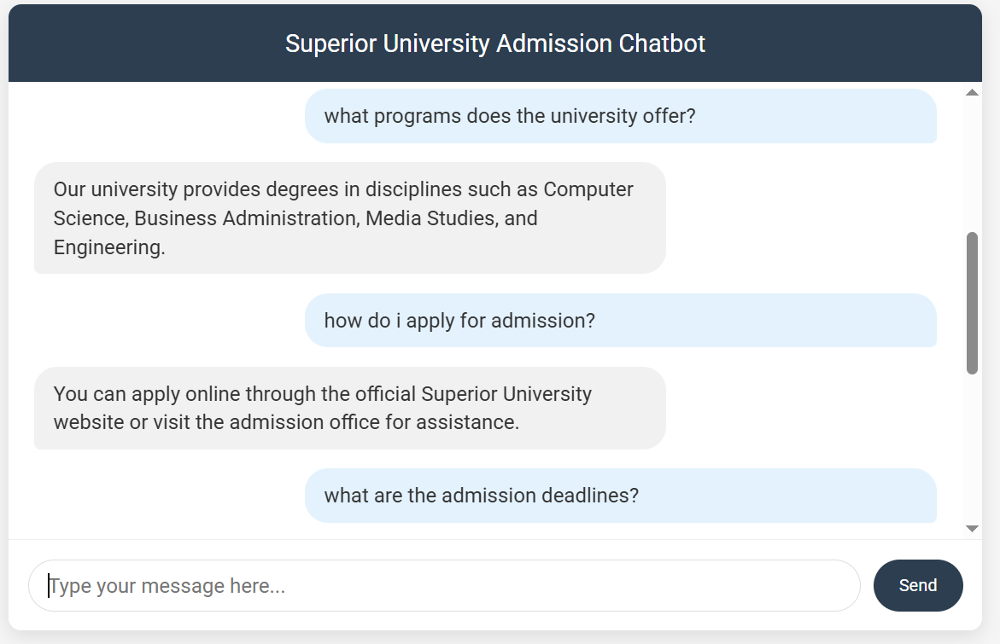 Superior University Admission Chatbot
what programs does the university offer?
Our university provides degrees in disciplines such as Computer
Science, Business Administration, Media Studies, and
Engineering.
how do i apply for admission?
You can apply online through the official Superior University
website or visit the admission office for assistance.
what are the admission deadlines?
Type your message here...
Send